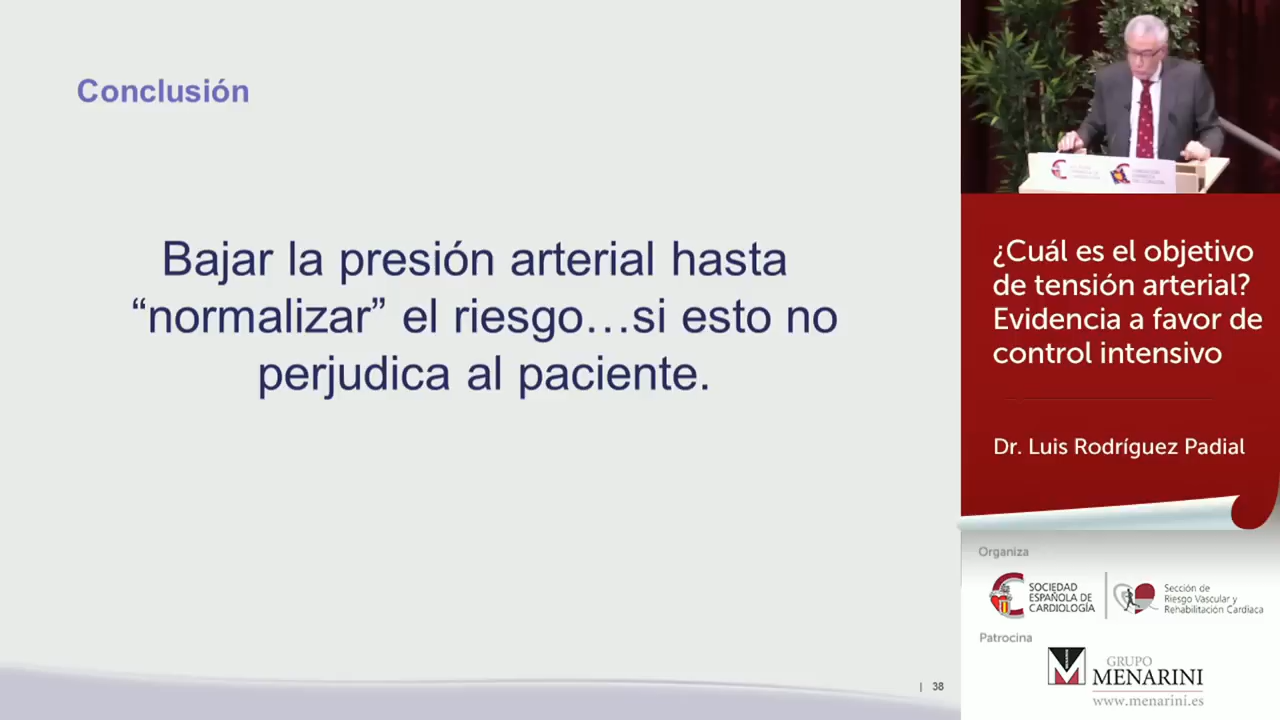 Conclusión
Bajar la presión arterial hasta
“normalizar” el riesgo…si esto no
perjudica al paciente.
38
¿Cuál es el objetivo
de tensión arterial?
Evidencia a favor de
control intensivo
Dr. Luis Rodríguez Padial
Organiza
SOCIEDAD
ESPAÑOLA DE
CARDIOLOGÍA
Sección de
Riesgo Vascular y
Rehabilitación Cardiaca
Patrocina
GRUPO
MENARINI
www.menarini.es